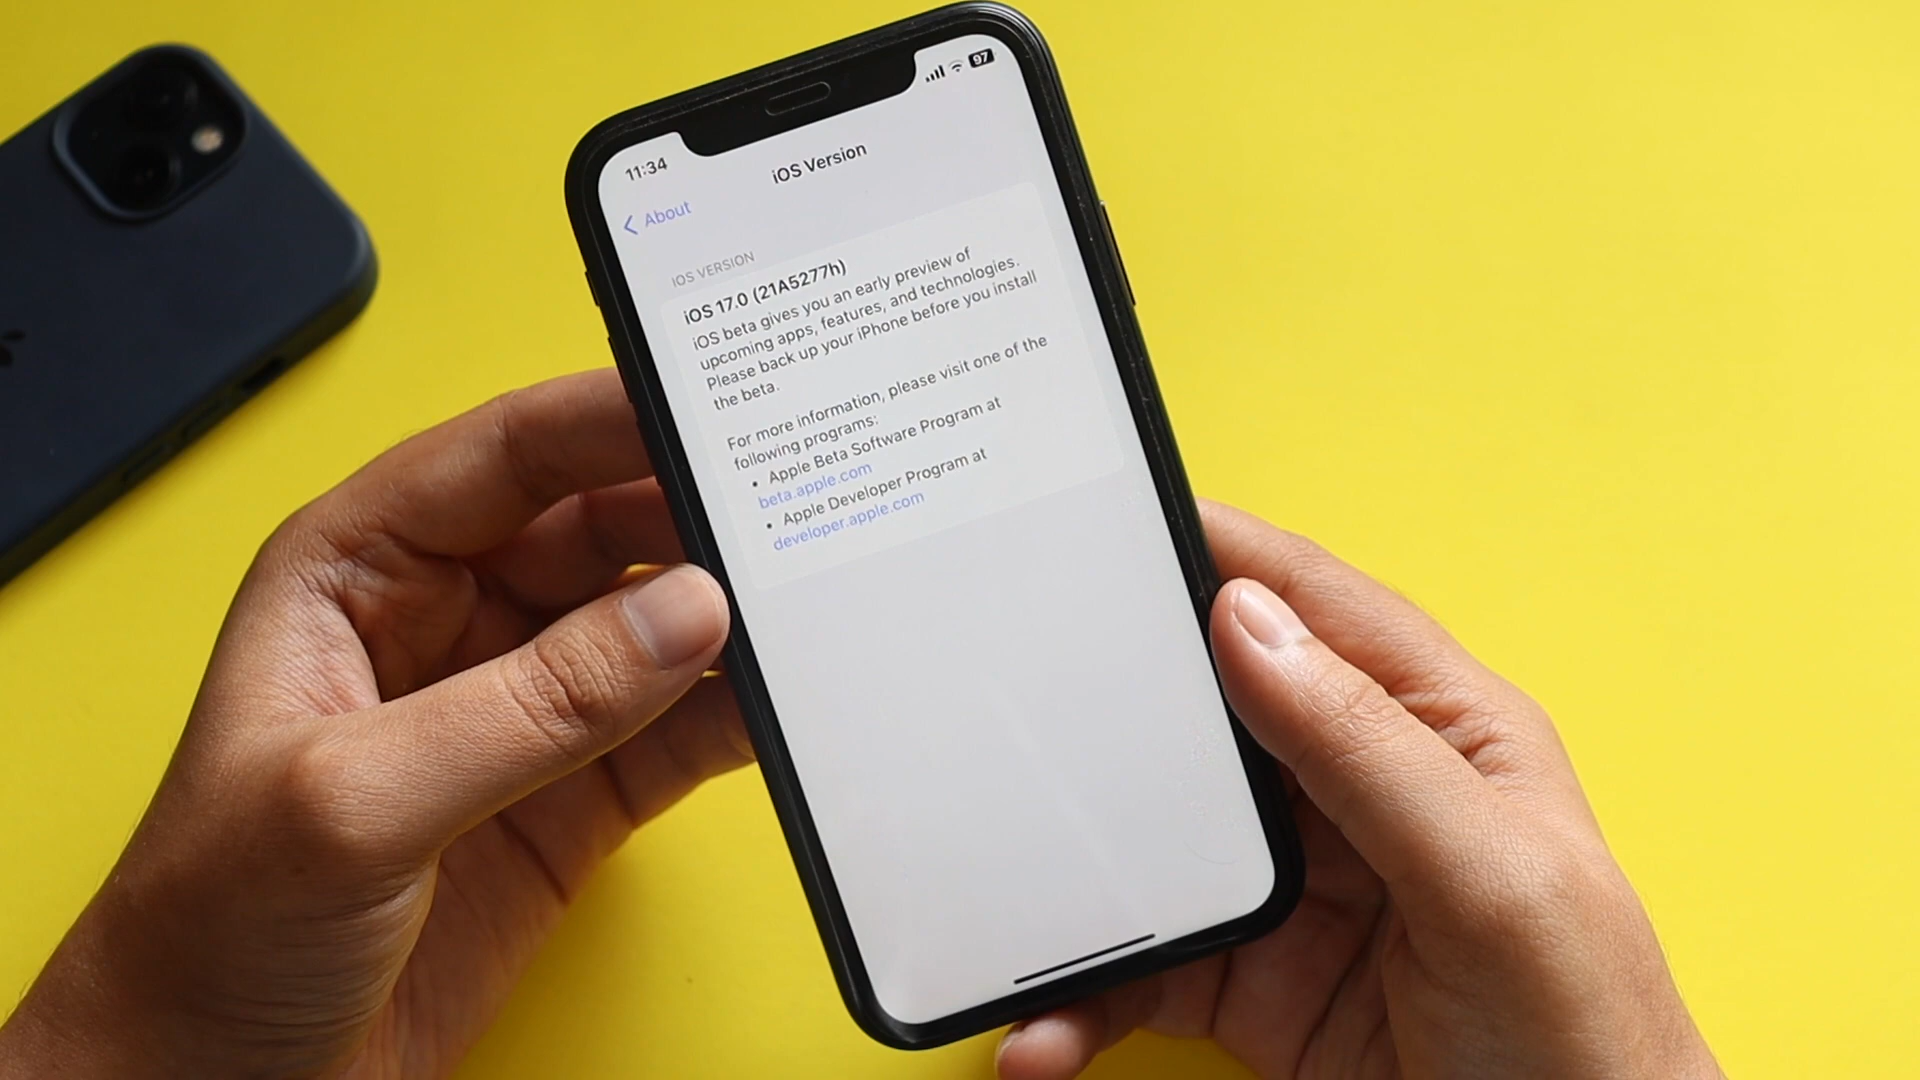 11:34
97
iOS Version
About
IOS VERSION
iOS 17.0 (21A5277h)
iOS beta gives you an early preview of
upcoming apps, features, and technologies.
Please back up your iPhone before you install
the beta.
For more information, please visit one of the
following programs:
• Apple Beta Software Program at
beta.apple.com
• Apple Developer Program at
developer.apple.com